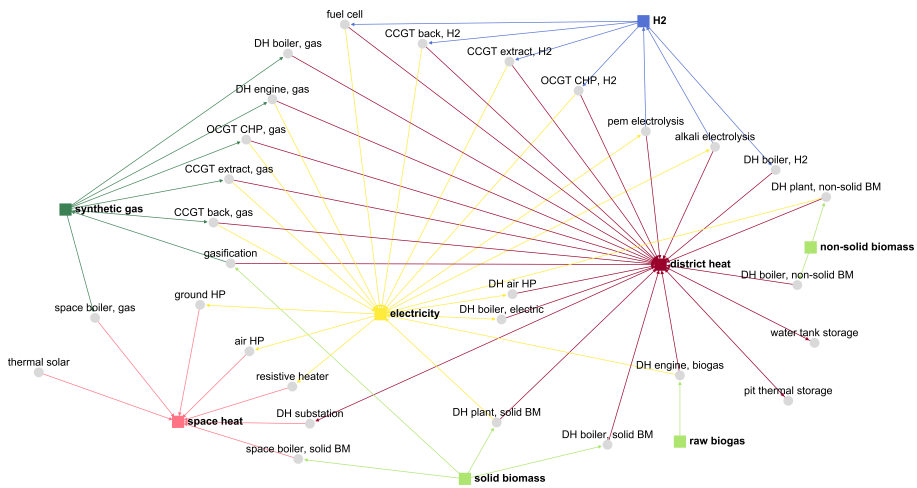 fuel cell
H2
CCGT back, H2
DH boiler, gas
CCGT extract, H2
OCGT CHP, H2
DH engine, gas
pem electrolysis
OCGT CHP, gas
alkali electrolysis
DH boiler, H2
CCGT extract, gas
DH plant, non-solid BM
synthetic gas
CCGT back, gas
non-solid biomass
gasification
district heat
DH boiler, non-solid BM
DH air HP
ground HP
space boiler, gas
DH boiler, electric
electricity
water tank storage
air HP
thermal solar
DH engine, biogas
resistive heater
pit thermal storage
DH substation
DH plant, solid BM
space heat
DH boiler, solid BM
raw biogas
space boiler, solid BM
solid biomass